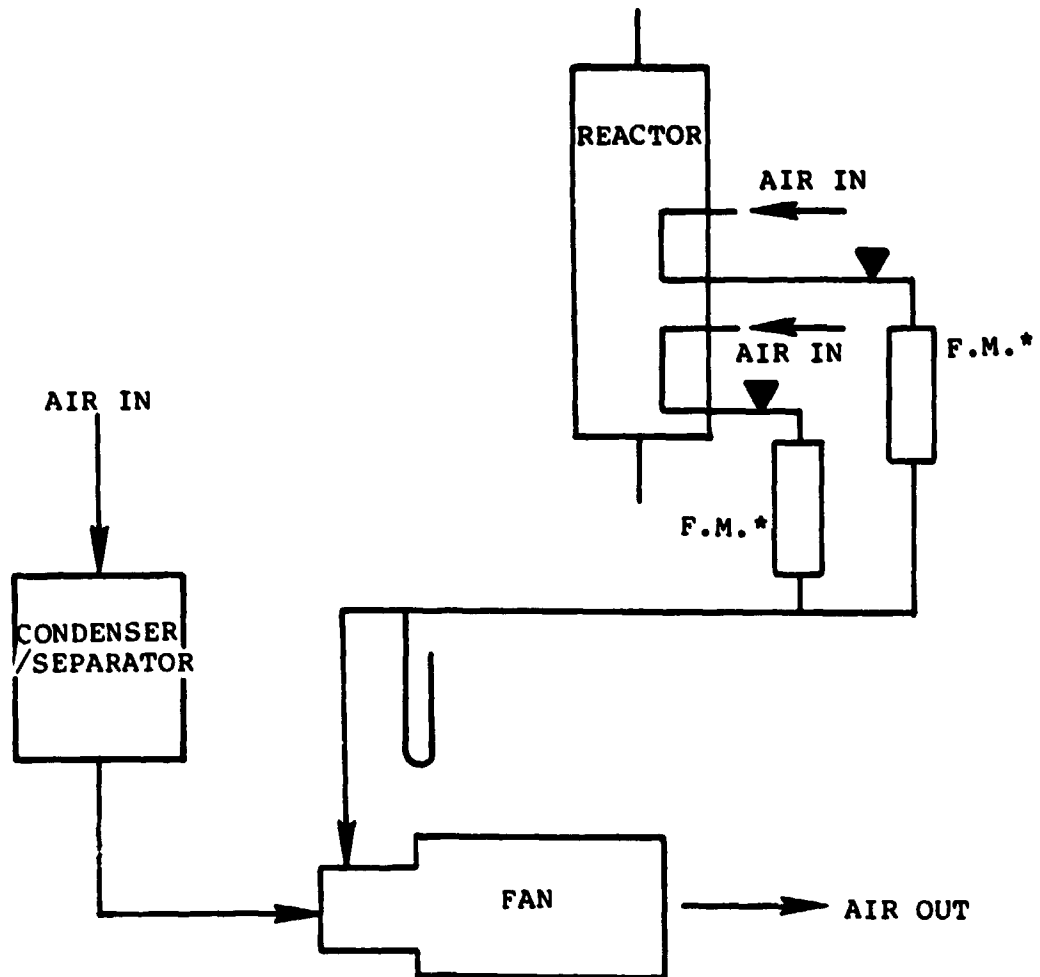 REACTOR
AIR IN
F.M.*
AIR IN
AIR IN
F.M.*
CONDENSER
/SEPARATOR
FAN
AIR OUT